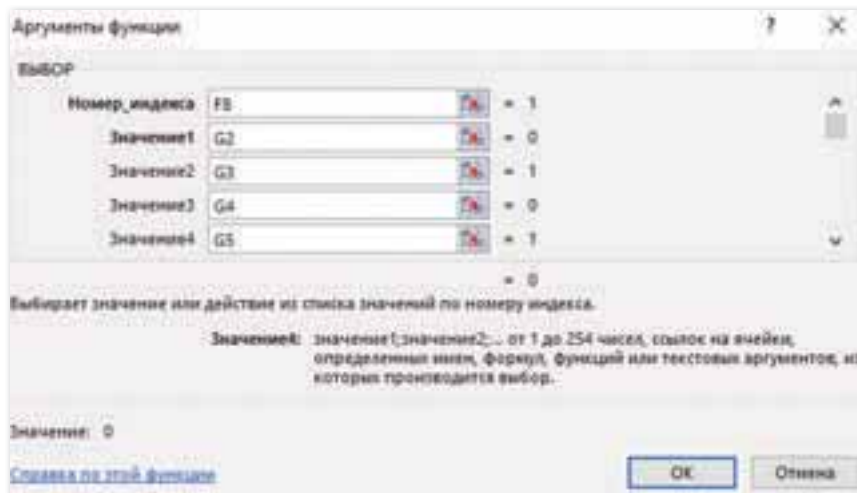 Аргументы функции ? ×
ВЫБОР
Номер_индекса F8 = 1
Значение1 G2 = 0
Значение2 G3 = 1
Значение3 G4 = 0
Значение4 G5 = 1
= 0
Выбирает значение или действие из списка значений по номеру индекса.
Значение4: значение1;значение2;... от 1 до 254 чисел, ссылок на ячейки,
определенных имен, формул, функций или текстовых аргументов, из
которых производится выбор.
Значение: 0
Справка по этой функции ОК Отмена